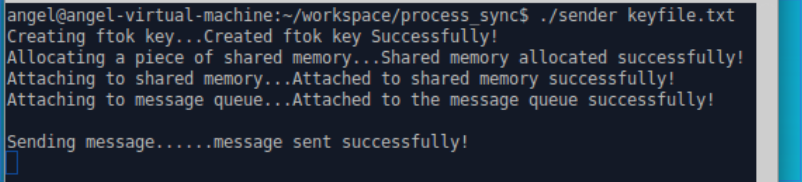 angel@angel-virtual-machine:~/workspace/process_sync$ ./sender keyfile.txt
Creating ftok key...Created ftok key Successfully!
Allocating a piece of shared memory...Shared memory allocated successfully!
Attaching to shared memory...Attached to shared memory successfully!
Attaching to message queue...Attached to the message queue successfully!
Sending message......message sent successfully!